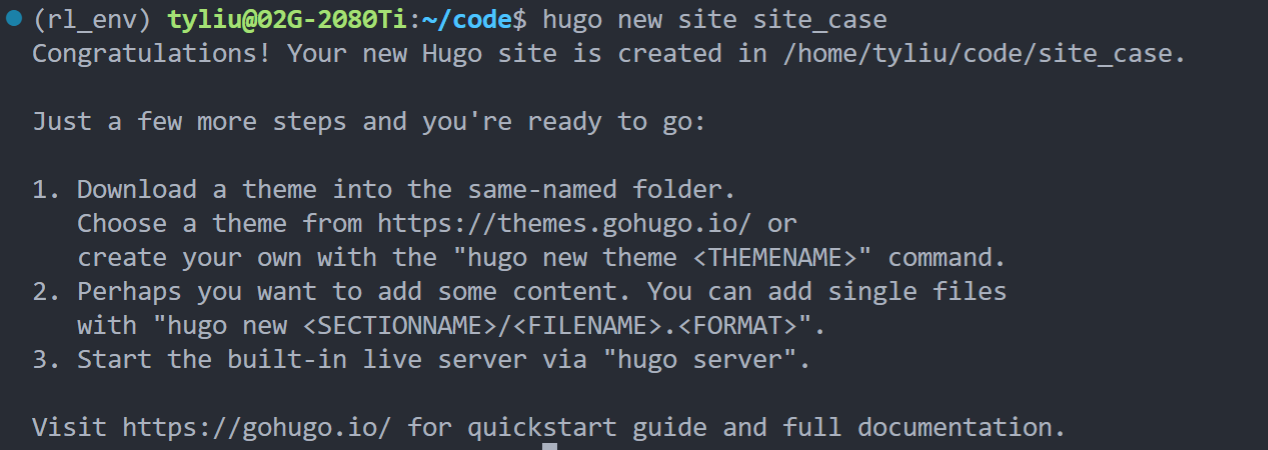 (rl_env) tyliu@02G-2080Ti:~/code$ hugo new site site_case
Congratulations! Your new Hugo site is created in /home/tyliu/code/site_case.
Just a few more steps and you're ready to go:
1. Download a theme into the same-named folder.
Choose a theme from https://themes.gohugo.io/ or
create your own with the "hugo new theme <THEMENAME>" command.
2. Perhaps you want to add some content. You can add single files
with "hugo new <SECTIONNAME>/<FILENAME>.<FORMAT>".
3. Start the built-in live server via "hugo server".
Visit https://gohugo.io/ for quickstart guide and full documentation.